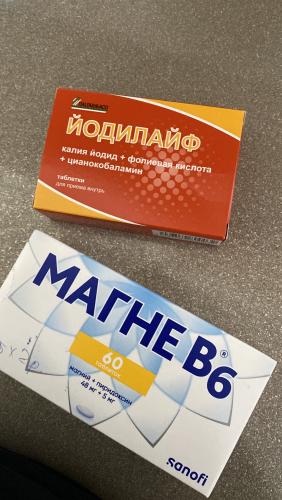 ЙОДИЛАЙФ
калия йодид + фолиевая кислота
+ цианокобаламин
таблетки
для приема внутрь
МАГНЕ B6®
60
таблеток
магний + пиридоксин
48 мг + 5 мг
sanofi